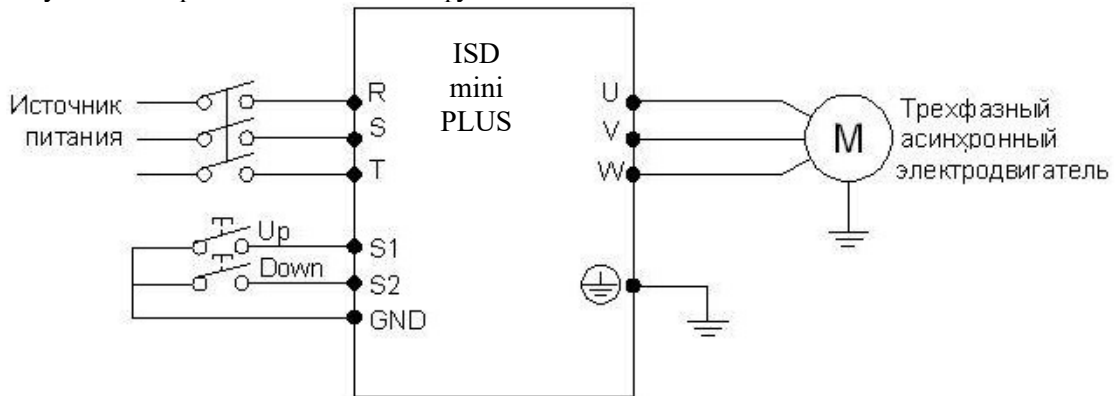 ISD
mini
PLUS
Источник
питания
R
S
T
Up
S1
Down
S2
GND
U
V
W
M
Трехфазный
асинхронный
электродвигатель